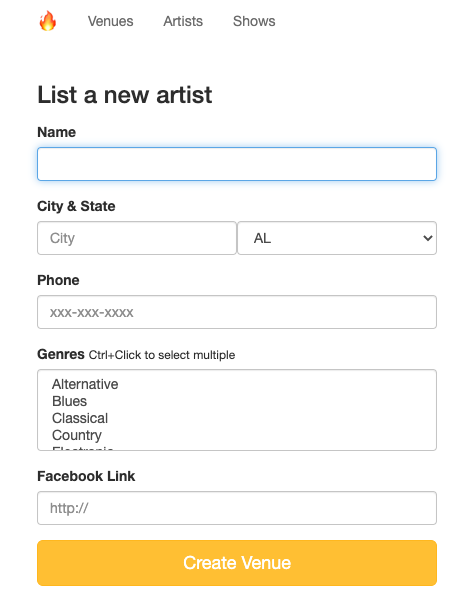 Venues Artists Shows
List a new artist
Name
City & State
City AL
Phone
xxx-xxx-xxxx
Genres Ctrl+Click to select multiple
Alternative
Blues
Classical
Country
Electronic
Facebook Link
http://
Create Venue